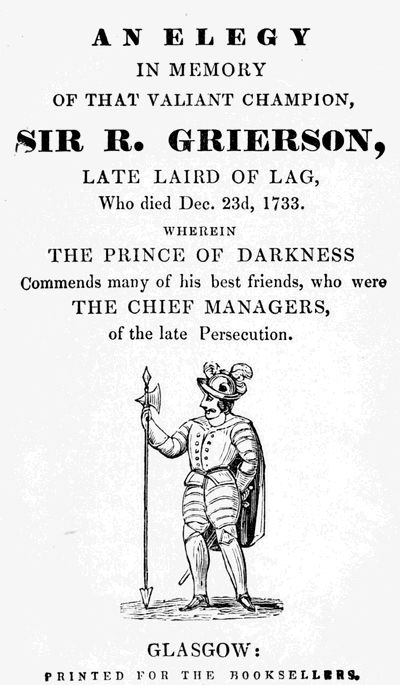 AN ELEGY
IN MEMORY
OF THAT VALIANT CHAMPION,
SIR R. GRIERSON,
LATE LAIRD OF LAG,
Who died Dec. 23d, 1733.
WHEREIN
THE PRINCE OF DARKNESS
Commends many of his best friends, who were
THE CHIEF MANAGERS,
of the late Persecution.
GLASGOW:
PRINTED FOR THE BOOKSELLERS.